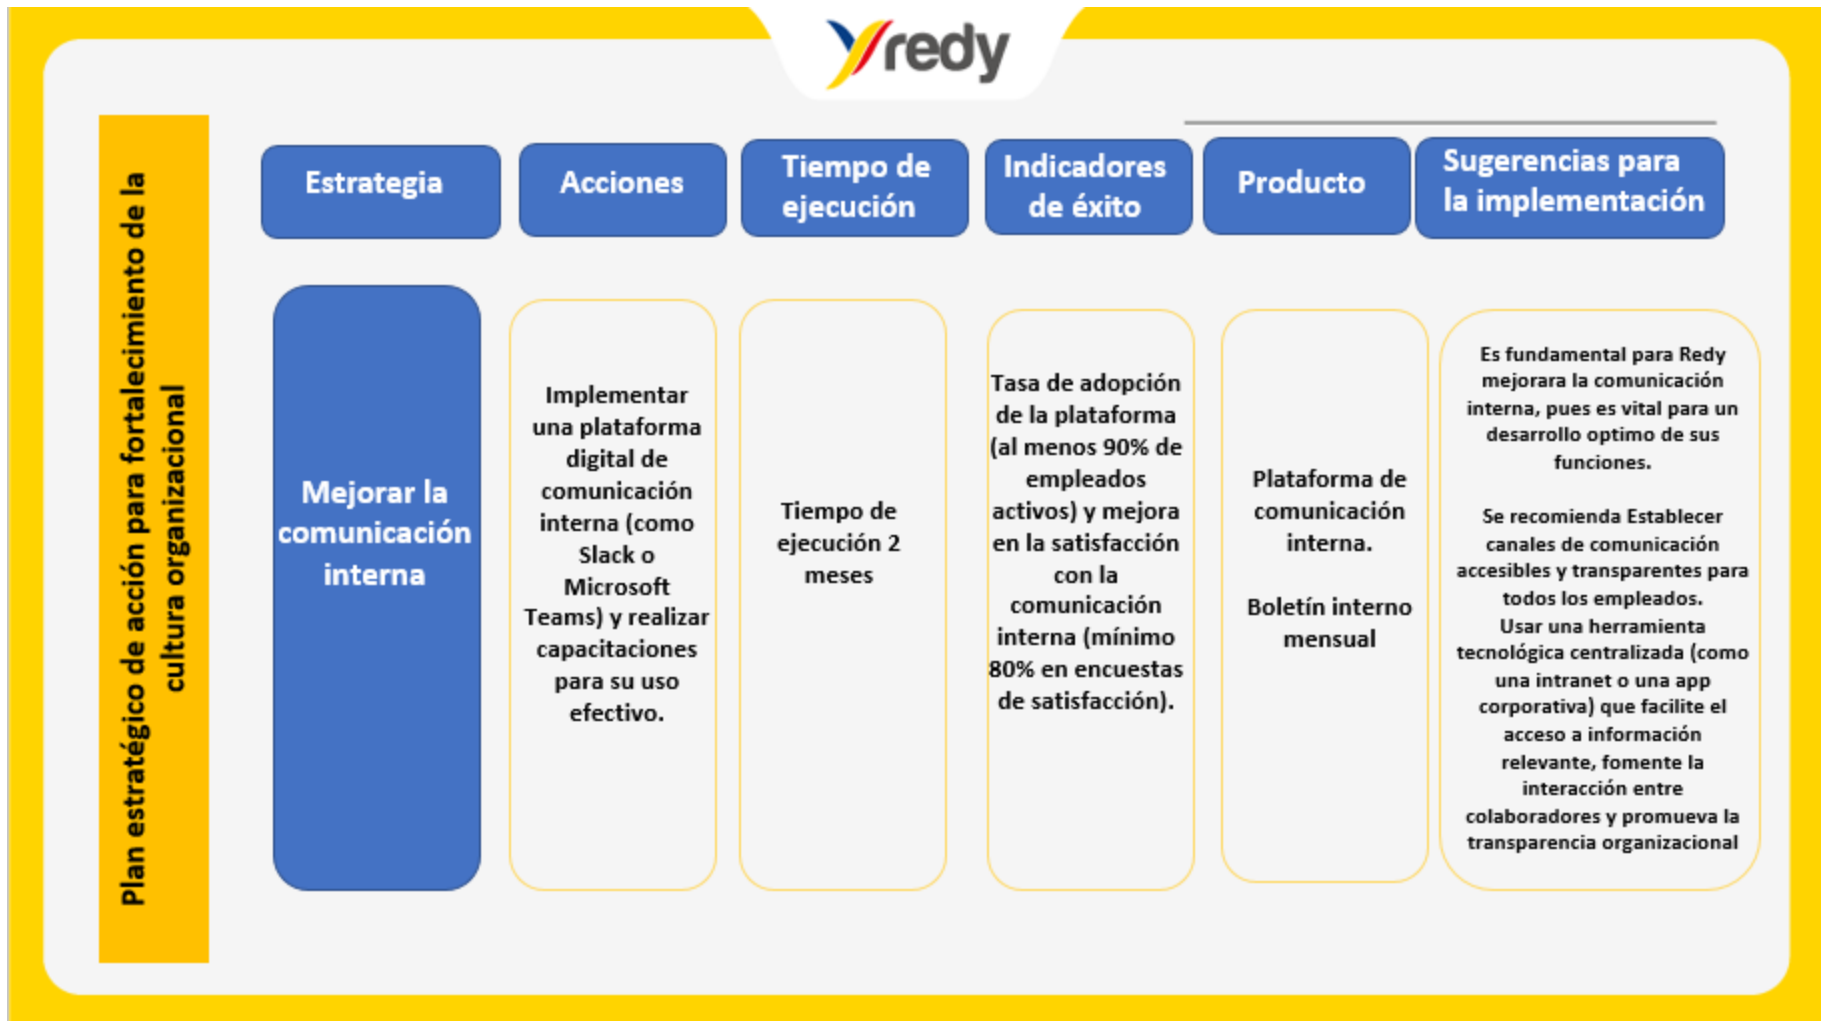 redy
Plan estratégico de acción para fortalecimiento de la
cultura organizacional
Estrategia
Acciones
Tiempo de
ejecución
Indicadores
de éxito
Producto
Sugerencias para
la implementación
Mejorar la
comunicación
interna
Implementar
una plataforma
digital de
comunicación
interna (como
Slack o
Microsoft
Teams) y realizar
capacitaciones
para su uso
efectivo.
Tiempo de
ejecución 2
meses
Tasa de adopción
de la plataforma
(al menos 90% de
empleados
activos) y mejora
en la satisfacción
con la
comunicación
interna (mínimo
80% en encuestas
de satisfacción).
Plataforma de
comunicación
interna.
Boletín interno
mensual
Es fundamental para Redy
mejorara la comunicación
interna, pues es vital para un
desarrollo optimo de sus
funciones.
Se recomienda Establecer
canales de comunicación
accesibles y transparentes para
todos los empleados.
Usar una herramienta
tecnológica centralizada (como
una intranet o una app
corporativa) que facilite el
acceso a información
relevante, fomente la
interacción entre
colaboradores y promueva la
transparencia organizacional